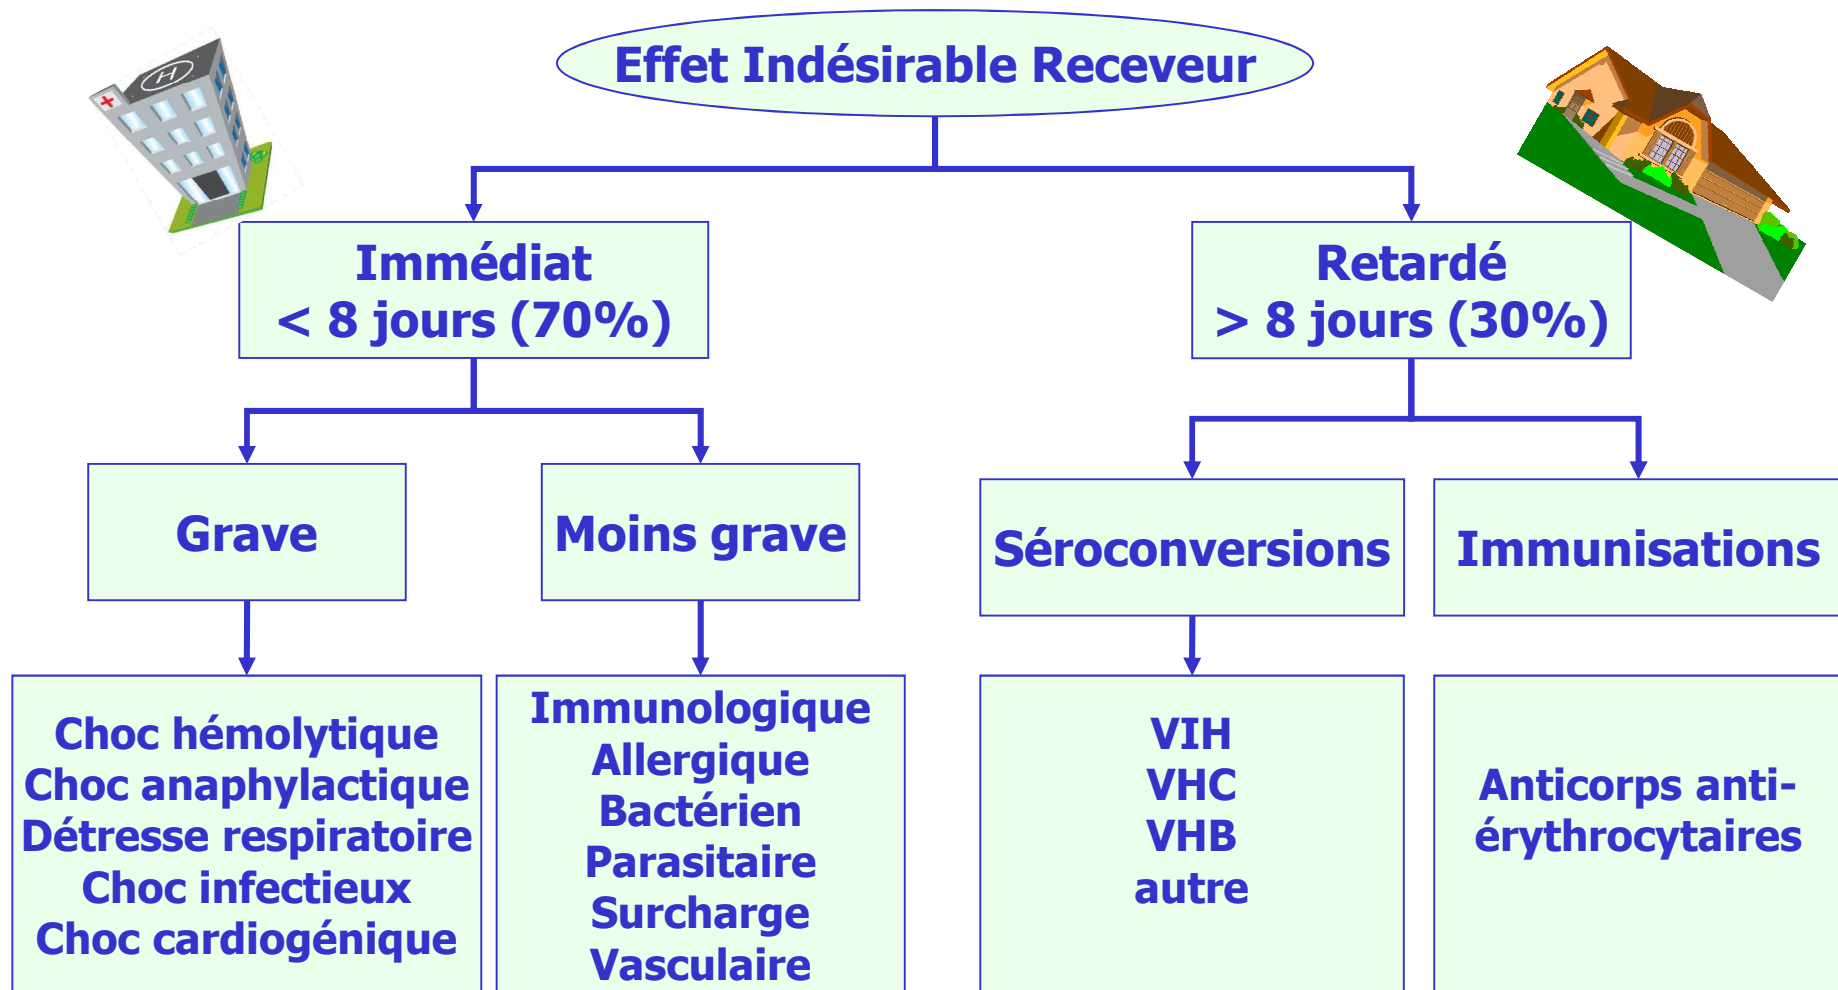 Effet Indésirable Receveur
H
Immédiat
< 8 jours (70%)
Retardé
> 8 jours (30%)
Grave
Moins grave
Séroconversions
Immunisations
Choc hémolytique
Choc anaphylactique
Détresse respiratoire
Choc infectieux
Choc cardiogénique
Immunologique
Allergique
Bactérien
Parasitaire
Surcharge
Vasculaire
VIH
VHC
VHB
autre
Anticorps anti-
érythrocytaires